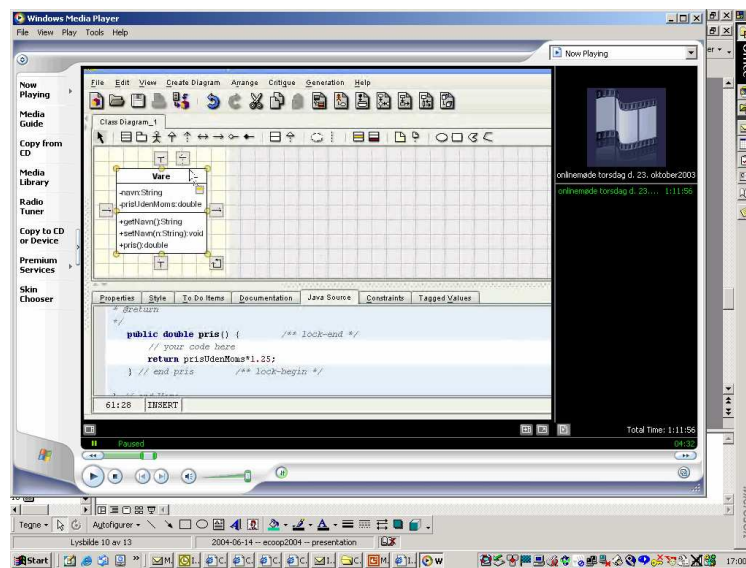 Windows Media Player
File View Play Tools Help
Now Playing
Now Playing
Media Guide
Copy from CD
Media Library
Radio Tuner
Copy to CD or Device
Premium Services
Skin Chooser
File Edit View Create Diagram Arrange Critique Generation Help
Class Diagram_1
Vare
-navn:String
-prisUdenMoms:double
+getNavn():String
+setNavn(n:String):void
+pris():double
Properties Style To Do Items Documentation Java Source Constraints Tagged Values
* @return
*/
public double pris() { /** lock-end */
// your code here
return prisUdenMoms*1.25;
} // end pris /** lock-begin */
} // end Vare
61:28 INSERT
onlinemøde torsdag d. 23. oktober2003
onlinemøde torsdag d. 23.... 1:11:56
Total Time: 1:11:56
Paused 04:32
Tegne Autofigurer
Lysbilde 10 av 13 2004-06-14 -- ecoop2004 -- presentation
Start M. I.. C. C. C. C. I.. C. M. I.. w 17:00